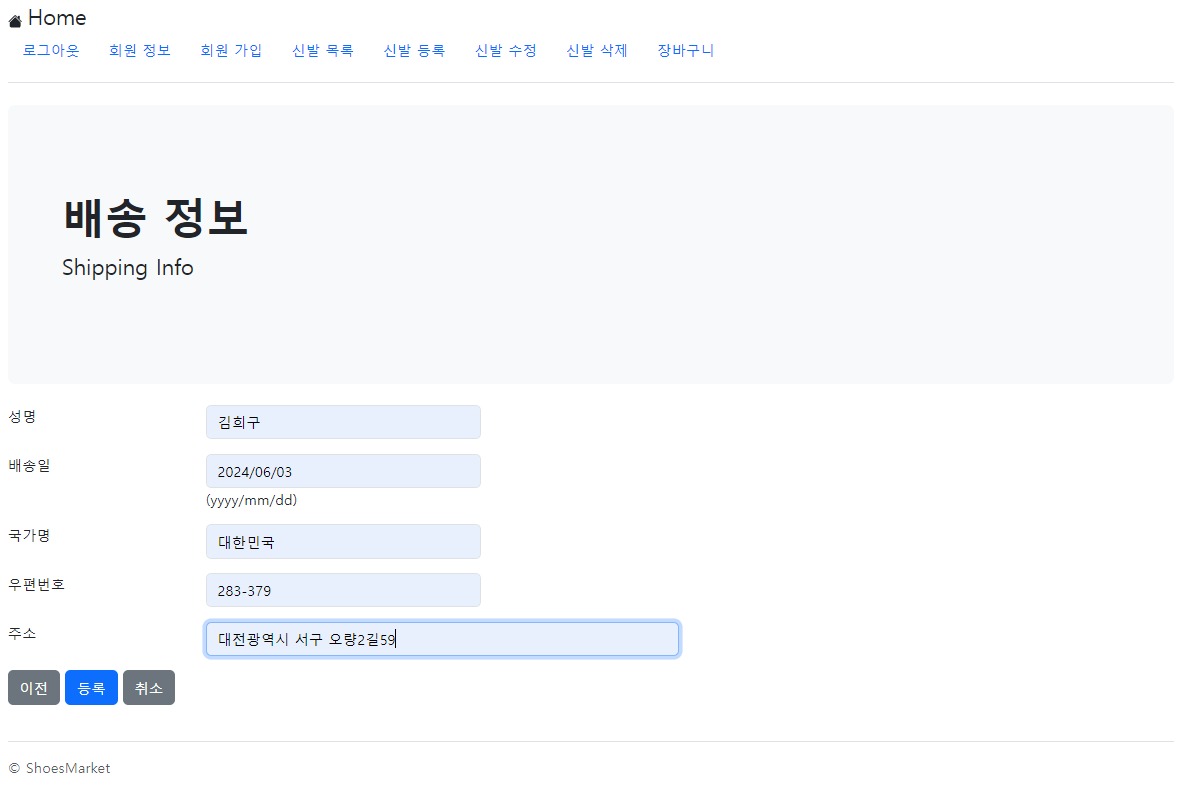 Home
로그아웃 회원 정보 회원 가입 신발 목록 신발 등록 신발 수정 신발 삭제 장바구니
배송 정보
Shipping Info
성명 김희구
배송일 2024/06/03
(yyyy/mm/dd)
국가명 대한민국
우편번호 283-379
주소 대전광역시 서구 오량2길59
이전 등록 취소
© ShoesMarket